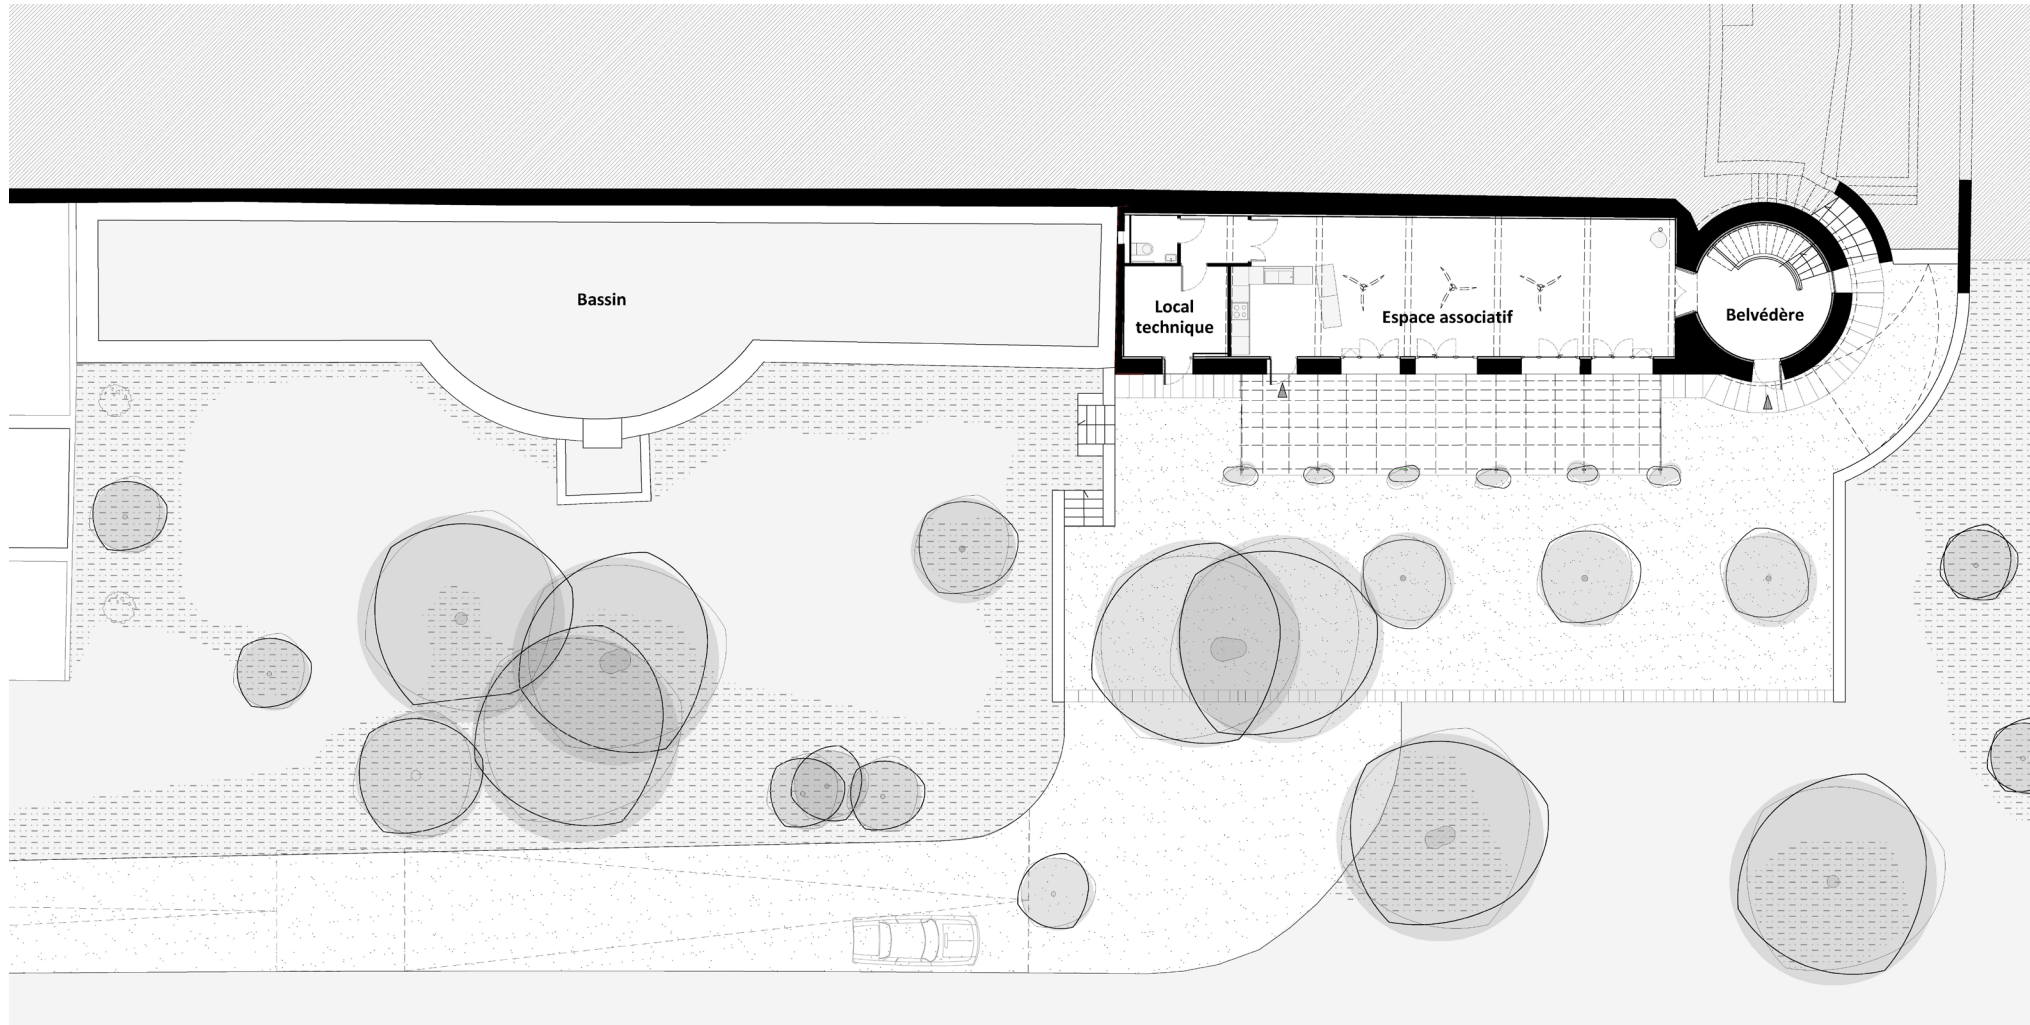 Bassin
Local
technique
Espace associatif
Belvédère